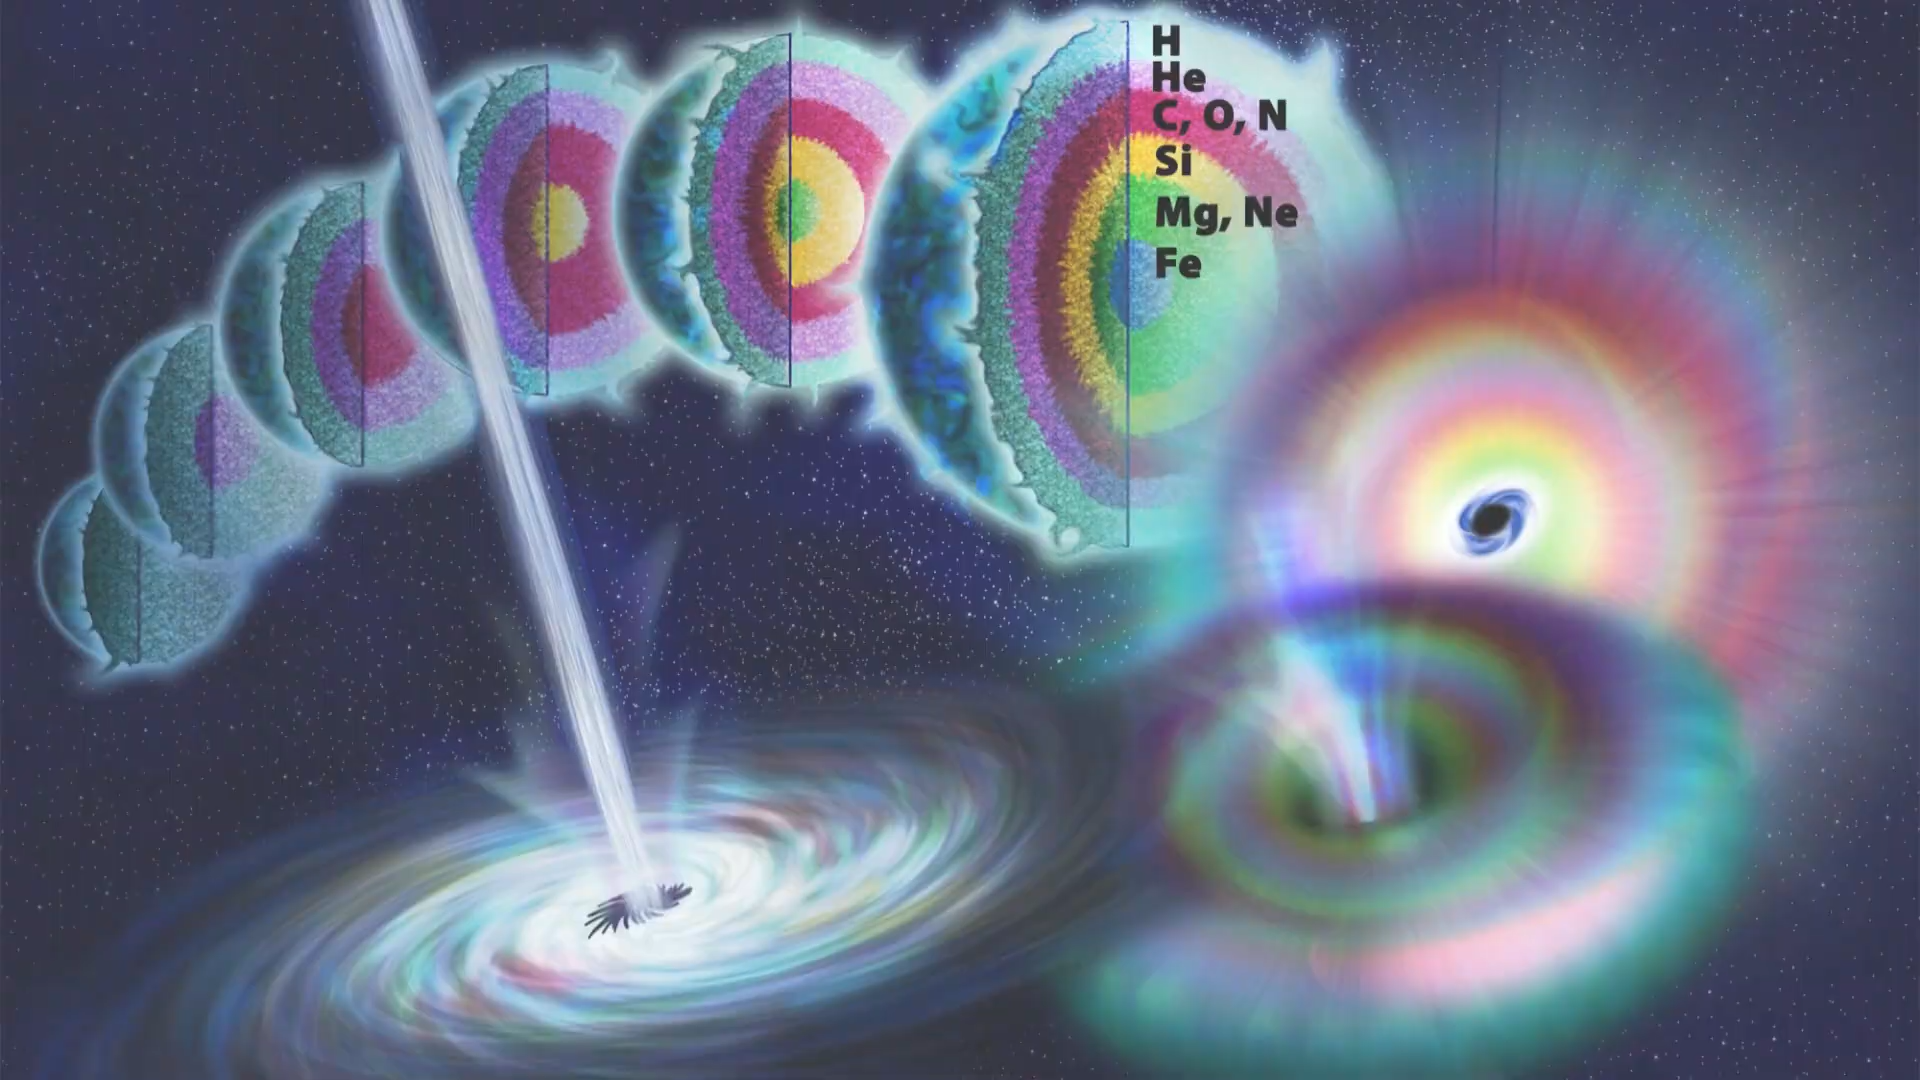 H
He
C, O, N
Si
Mg, Ne
Fe